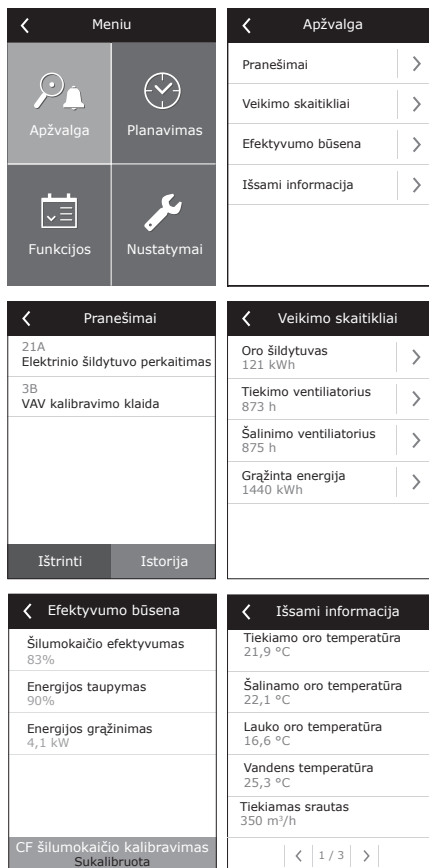 Meniu
Apžvalga
Planavimas
Funkcijos
Nustatymai
Apžvalga
Pranešimai
Veikimo skaitikliai
Efektyvumo būsena
Išsami informacija
Pranešimai
21A
Elektrinio šildytuvo perkaitimas
3B
VAV kalibravimo klaida
Ištrinti
Istorija
Veikimo skaitikliai
Oro šildytuvas
121 kWh
Tiekimo ventiliatorius
873 h
Šalinimo ventiliatorius
875 h
Grąžinta energija
1440 kWh
Efektyvumo būsena
Šilumokaičio efektyvumas
83%
Energijos taupymas
90%
Energijos grąžinimas
4,1 kW
CF šilumokaičio kalibravimas
Sukalibruota
Išsami informacija
Tiekiamo oro temperatūra
21,9 °C
Šalinamo oro temperatūra
22,1 °C
Lauko oro temperatūra
16,6 °C
Vandens temperatūra
25,3 °C
Tiekiamas srautas
350 m³/h
1 / 3